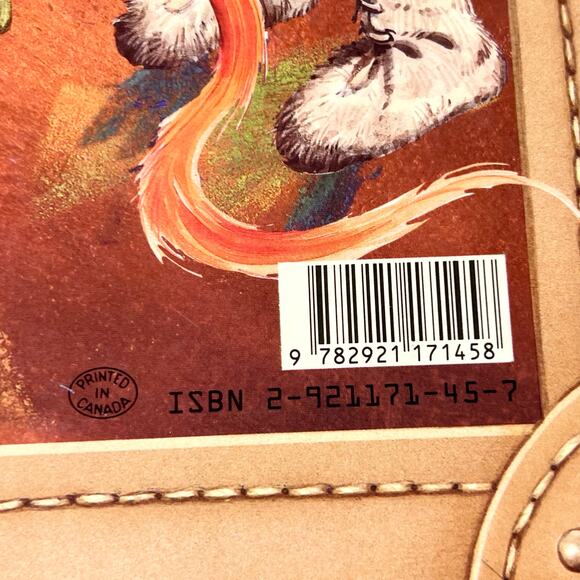 9 782921 171458
PRINTED
IN
CANADA
ISBN 2-921171-45-7